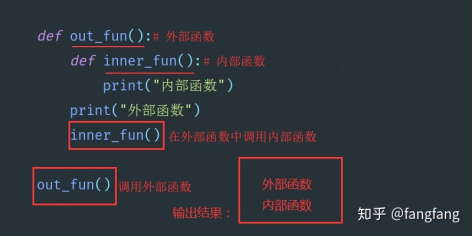 def out_fun():# 外部函数
def inner_fun():# 内部函数
print("内部函数")
print("外部函数")
inner_fun() 在外部函数中调用内部函数
out_fun() 调用外部函数
输出结果：
外部函数
内部函数
知乎 @fangfang